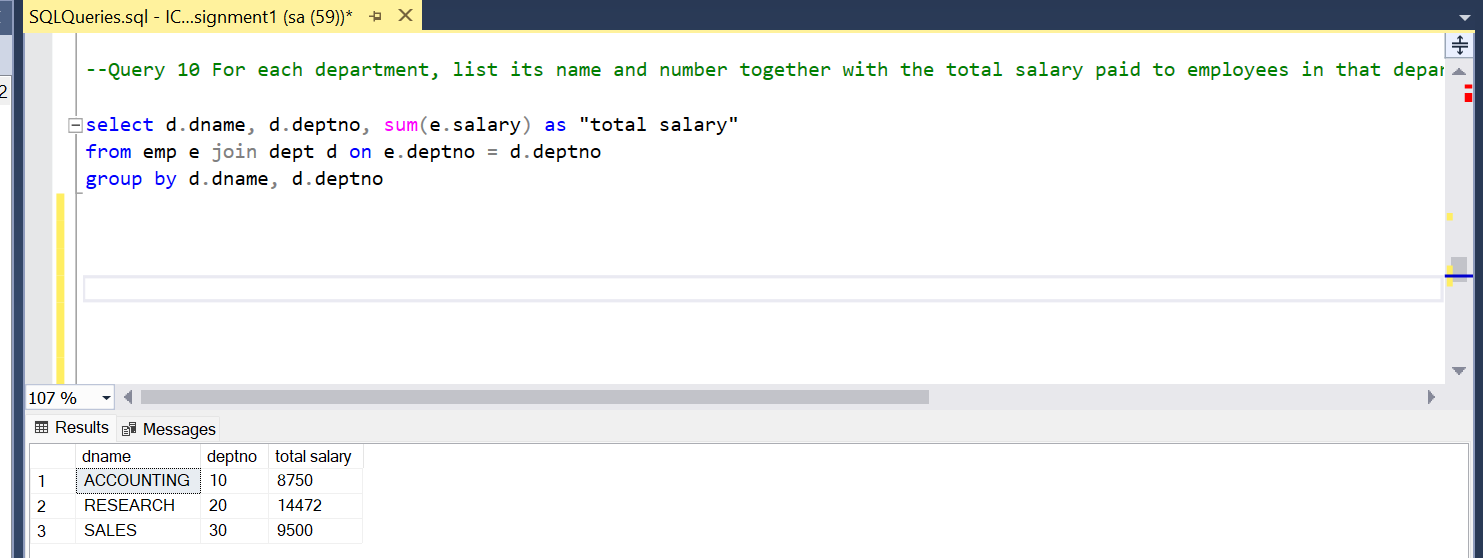 SQLQueries.sql - IC...signment1 (sa (59))*
2
--Query 10 For each department, list its name and number together with the total salary paid to employees in that
select d.dname, d.deptno, sum(e.salary) as "total salary"
from emp e join dept d on e.deptno = d.deptno
group by d.dname, d.deptno
107 %
Results Messages
dname deptno total salary
1 ACCOUNTING 10 8750
2 RESEARCH 20 14472
3 SALES 30 9500